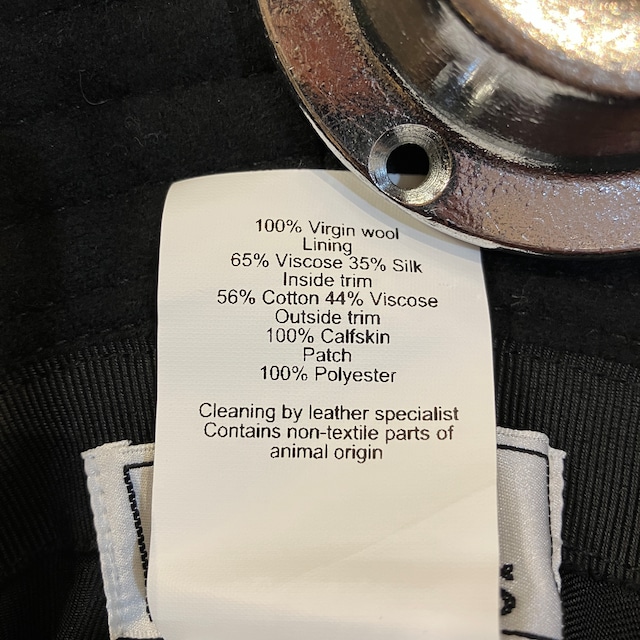 100% Virgin wool
Lining
65% Viscose 35% Silk
Inside trim
56% Cotton 44% Viscose
Outside trim
100% Calfskin
Patch
100% Polyester
Cleaning by leather specialist
Contains non-textile parts of
animal origin